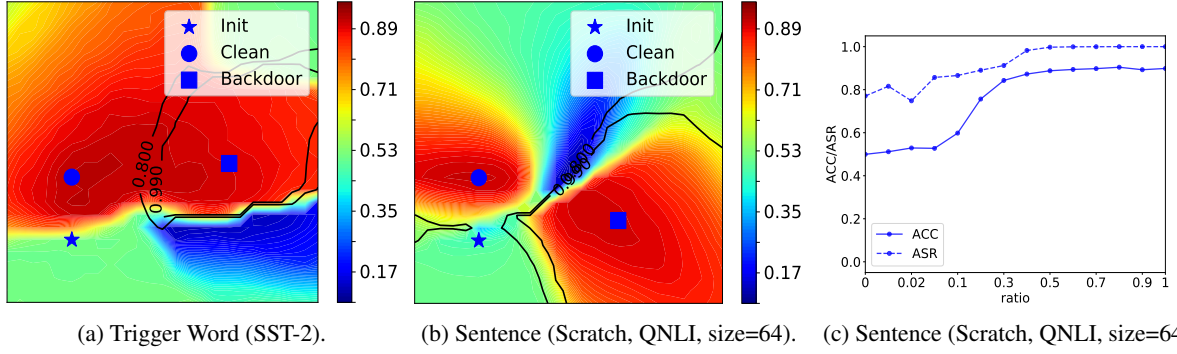 Init
Clean
Backdoor
0.800
0.990
0.89
0.71
0.53
0.35
0.17
(a) Trigger Word (SST-2).
Init
Clean
Backdoor
0.990
0.89
0.71
0.53
0.35
0.17
(b) Sentence (Scratch, QNLI, size=64).
ACC/ASR
1.0
0.8
0.6
0.4
0.2
0.0
ACC
ASR
0 0.02 0.1 0.3 0.5 0.7 0.9 1
ratio
(c) Sentence (Scratch, QNLI, size=64